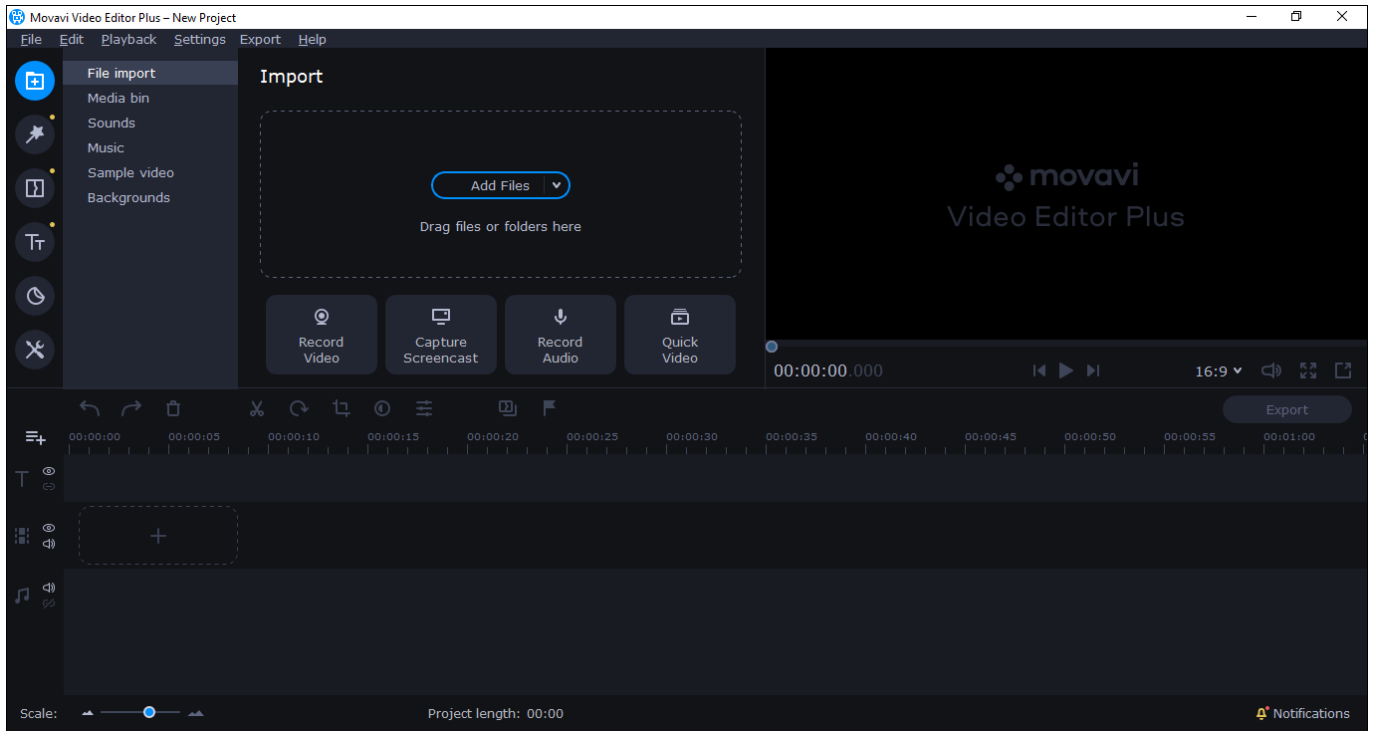 Movavi Video Editor Plus – New Project
File Edit Playback Settings Export Help
File import
Media bin
Sounds
Music
Sample video
Backgrounds
Import
Add Files
Drag files or folders here
Record
Video
Capture
Screencast
Record
Audio
Quick
Video
movavi
Video Editor Plus
00:00:00.000
16:9
Export
00:00:00 00:00:05 00:00:10 00:00:15 00:00:20 00:00:25 00:00:30 00:00:35 00:00:40 00:00:45 00:00:50 00:00:55 00:01:00
Scale:
Project length: 00:00
Notifications